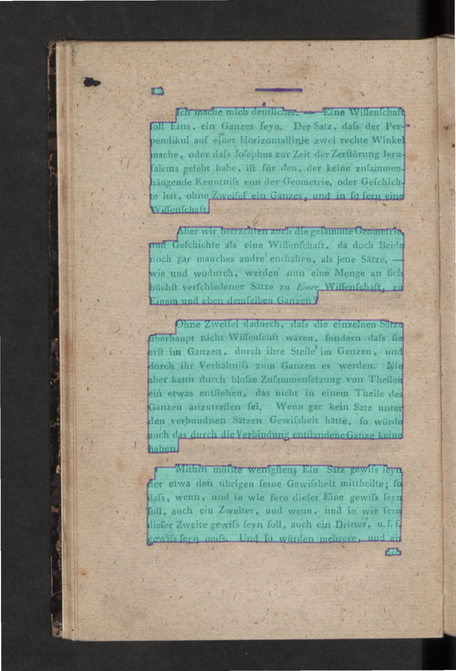 Ich mache mich deutlicher. — Eine Wiſſenſchaft
ſoll Eins, ein Ganzes ſeyn. Der Satz, daſs der Per-
pendikul auf einer Horizontallinie zwei rechte Winkel
mache, oder daſs Joſephus zur Zeit der Zerſtörung Jeru-
ſalems gelebt habe, iſt für den, der keine zuſammen-
hängende Kenntniſs von der Geometrie, oder Geſchich-
te hat, ohne Zweifel ein Ganzes, und in ſo fern eine
Wiſſenſchaft.
Aber wir betrachten auch die geſammte Geometrie
und Geſchichte als eine Wiſſenſchaft, da doch Beide
noch gar manches andre enthalten, als jene Sätze, —
wie und wodurch, werden nun eine Menge an ſich
höchſt verſchiedener Sätze zu Einer Wiſſenſchaft, zu
Einem und eben demſelben Ganzen?
Ohne Zweifel dadurch, daſs die einzelnen Sätze
überhaupt nicht Wiſſenſchaft wären, ſondern daſs ſie
erſt im Ganzen, durch ihre Stelle im Ganzen, und
durch ihr Verhältniſs zum Ganzen es werden. Nie
aber kann durch bloſse Zuſammenſetzung von Theilen
ein etwas entſtehen, das nicht in einem Theile des
Ganzen anzutreffen ſei. Wenn gar kein Satz unter
den verbundnen Sätzen Gewiſsheit hätte, ſo würde
auch das durch die Verbindung entſtandene Ganze keine
haben.
Mithin müſste wenigſtens Ein Satz gewiſs ſeyn,
der etwa den übrigen ſeine Gewiſsheit mittheilte; ſo
daſs, wenn, und in wie fern dieſer Eine gewiſs ſeyn
ſoll, auch ein Zweiter, und wenn, und in wie fern
dieſer Zweite gewiſs ſeyn ſoll, auch ein Dritter, u. ſ. f.
gewiſs ſeyn muſs. Und ſo würden mehrere, und an